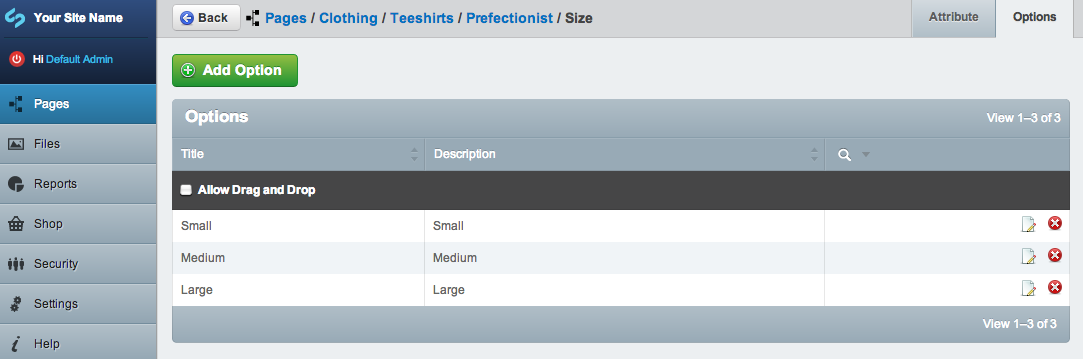 Your Site Name
Hi Default Admin
Pages
Files
Reports
Shop
Security
Settings
Help
Back Pages / Clothing / Teeshirts / Prefectionist / Size Attribute Options
Add Option
Options View 1–3 of 3
Title Description
Allow Drag and Drop
Small Small
Medium Medium
Large Large
View 1–3 of 3